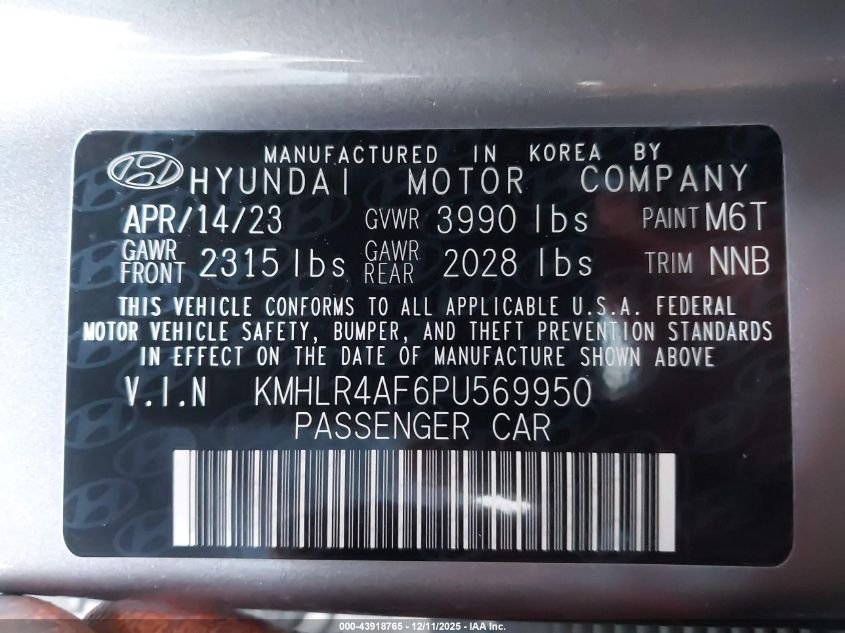 MANUFACTURED IN KOREA BY
HYUNDAI MOTOR COMPANY
APR/14/23 GVWR 3990 lbs PAINT M6T
GAWR FRONT 2315 lbs GAWR REAR 2028 lbs TRIM NNB
THIS VEHICLE CONFORMS TO ALL APPLICABLE U.S.A. FEDERAL
MOTOR VEHICLE SAFETY, BUMPER, AND THEFT PREVENTION STANDARDS
IN EFFECT ON THE DATE OF MANUFACTURE SHOWN ABOVE
V.I.N KMHLR4AF6PU569950
PASSENGER CAR
000-43918765 - 12/11/2025 - IAA Inc.